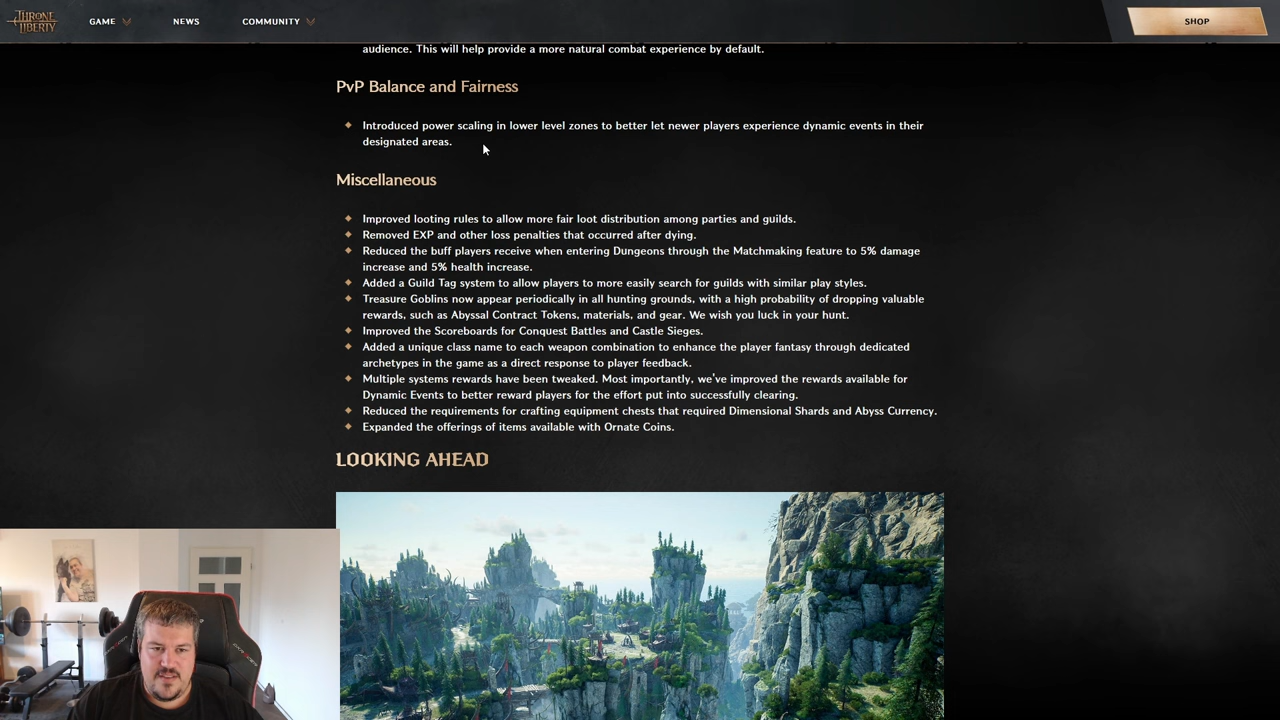 THRONE
AND
LIBERTY
GAME
NEWS
COMMUNITY
SHOP
audience. This will help provide a more natural combat experience by default.
PvP Balance and Fairness
Introduced power scaling in lower level zones to better let newer players experience dynamic events in their
designated areas.
Miscellaneous
Improved looting rules to allow more fair loot distribution among parties and guilds.
Removed EXP and other loss penalties that occurred after dying.
Reduced the buff players receive when entering Dungeons through the Matchmaking feature to 5% damage
increase and 5% health increase.
Added a Guild Tag system to allow players to more easily search for guilds with similar play styles.
Treasure Goblins now appear periodically in all hunting grounds, with a high probability of dropping valuable
rewards, such as Abyssal Contract Tokens, materials, and gear. We wish you luck in your hunt.
Improved the Scoreboards for Conquest Battles and Castle Sieges.
Added a unique class name to each weapon combination to enhance the player fantasy through dedicated
archetypes in the game as a direct response to player feedback.
Multiple systems rewards have been tweaked. Most importantly, we've improved the rewards available for
Dynamic Events to better reward players for the effort put into successfully clearing.
Reduced the requirements for crafting equipment chests that required Dimensional Shards and Abyss Currency.
Expanded the offerings of items available with Ornate Coins.
LOOKING AHEAD